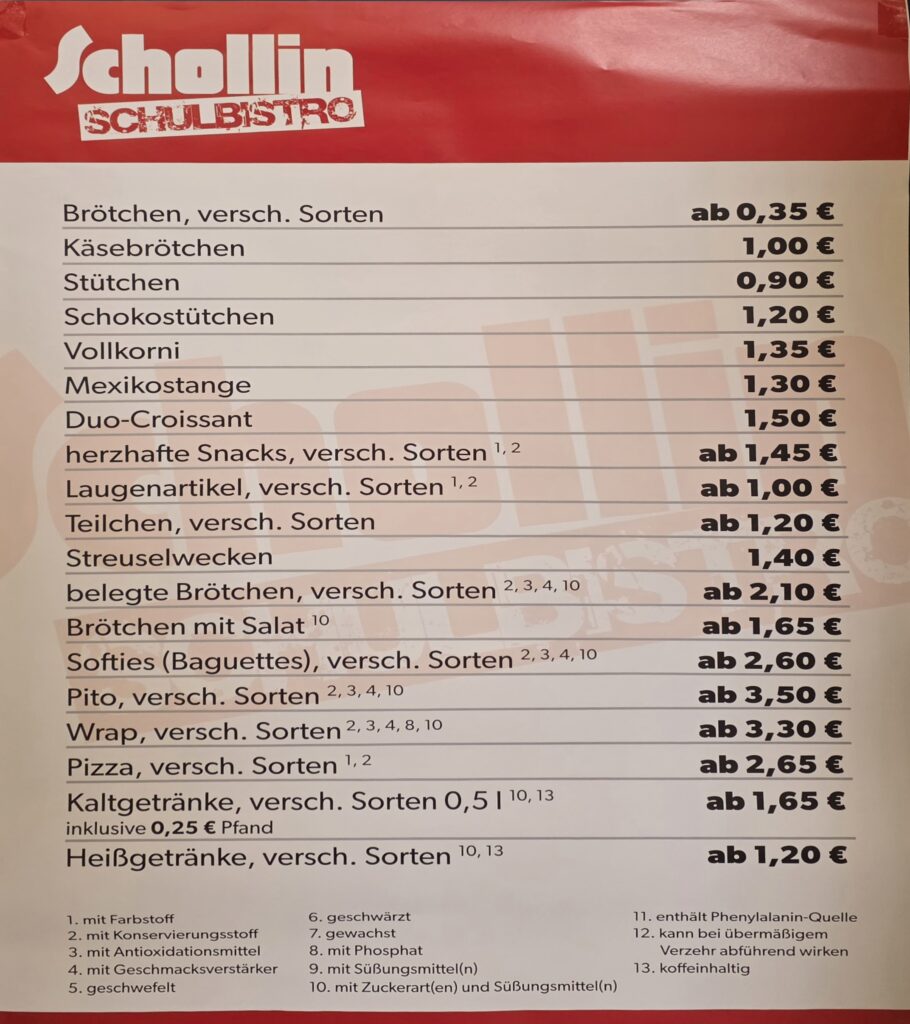 Schollin
SCHULBISTRO
Brötchen, versch. Sorten ab 0,35 €
Käsebrötchen 1,00 €
Stütchen 0,90 €
Schokostütchen 1,20 €
Vollkorni 1,35 €
Mexikostange 1,30 €
Duo-Croissant 1,50 €
herzhafte Snacks, versch. Sorten 1, 2 ab 1,45 €
Laugenartikel, versch. Sorten 1, 2 ab 1,00 €
Teilchen, versch. Sorten ab 1,20 €
Streuselwecken 1,40 €
belegte Brötchen, versch. Sorten 2, 3, 4, 10 ab 2,10 €
Brötchen mit Salat 10 ab 1,65 €
Softies (Baguettes), versch. Sorten 2, 3, 4, 10 ab 2,60 €
Pito, versch. Sorten 2, 3, 4, 10 ab 3,50 €
Wrap, versch. Sorten 2, 3, 4, 8, 10 ab 3,30 €
Pizza, versch. Sorten 1, 2 ab 2,65 €
Kaltgetränke, versch. Sorten 0,5 l 10, 13 ab 1,65 €
inklusive 0,25 € Pfand
Heißgetränke, versch. Sorten 10, 13 ab 1,20 €
1. mit Farbstoff
2. mit Konservierungsstoff
3. mit Antioxidationsmittel
4. mit Geschmacksverstärker
5. geschwefelt
6. geschwärzt
7. gewachst
8. mit Phosphat
9. mit Süßungsmittel(n)
10. mit Zuckerart(en) und Süßungsmittel(n)
11. enthält Phenylalanin-Quelle
12. kann bei übermäßigem
Verzehr abführend wirken
13. koffeinhaltig